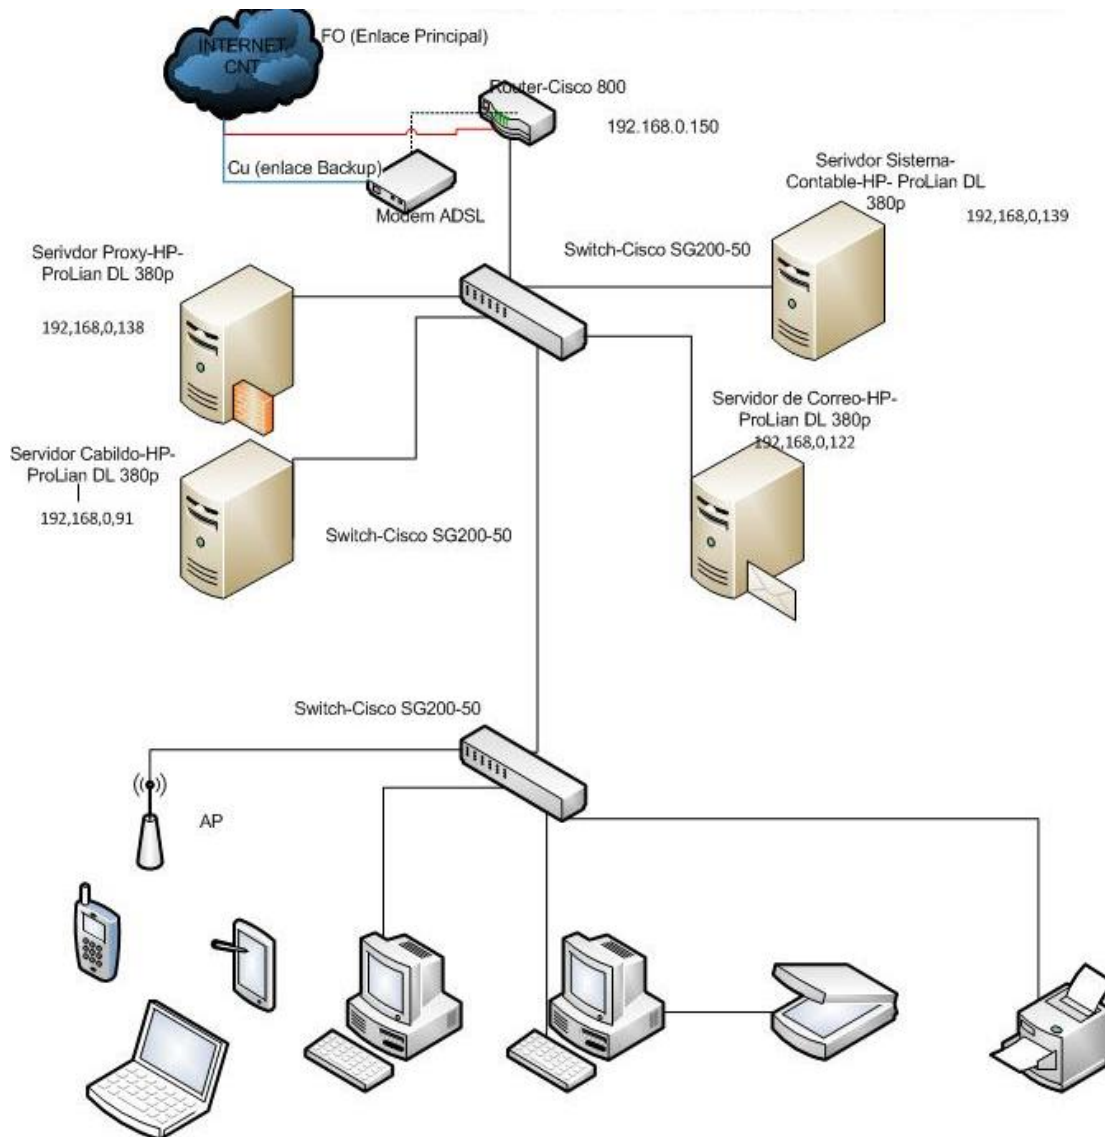 INTERNET
CNT
FO (Enlace Principal)
Router-Cisco 800
192.168.0.150
Cu (enlace Backup)
Modem ADSL
Serivdor Sistema-
Contable-HP- ProLian DL
380p
192,168,0,139
Switch-Cisco SG200-50
Serivdor Proxy-HP-
ProLian DL 380p
192,168,0,138
Servidor de Correo-HP-
ProLian DL 380p
192,168,0,122
Servidor Cabildo-HP-
ProLian DL 380p
192,168,0,91
Switch-Cisco SG200-50
Switch-Cisco SG200-50
AP